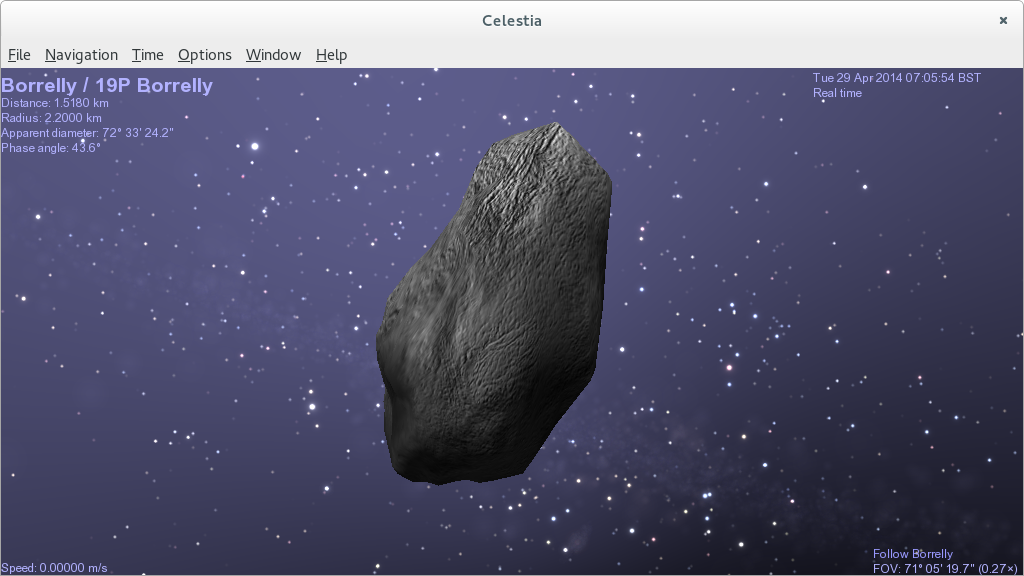 Celestia
File Navigation Time Options Window Help
Borrelly / 19P Borrelly
Distance: 1.5180 km
Radius: 2.2000 km
Apparent diameter: 72° 33' 24.2"
Phase angle: 43.6°
Tue 29 Apr 2014 07:05:54 BST
Real time
Speed: 0.00000 m/s
Follow Borrelly
FOV: 71° 05' 19.7" (0.27×)